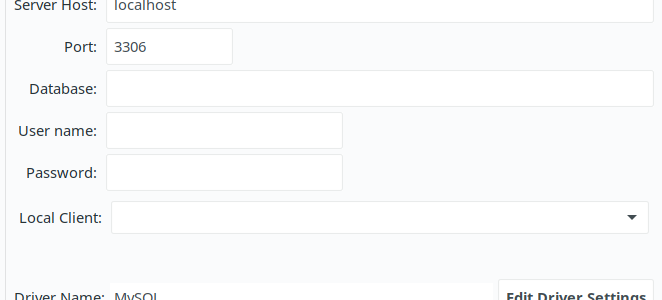 Server Host: localhost
Port: 3306
Database:
User name:
Password:
Local Client:
Driver Name: MySQL Edit Driver Settings